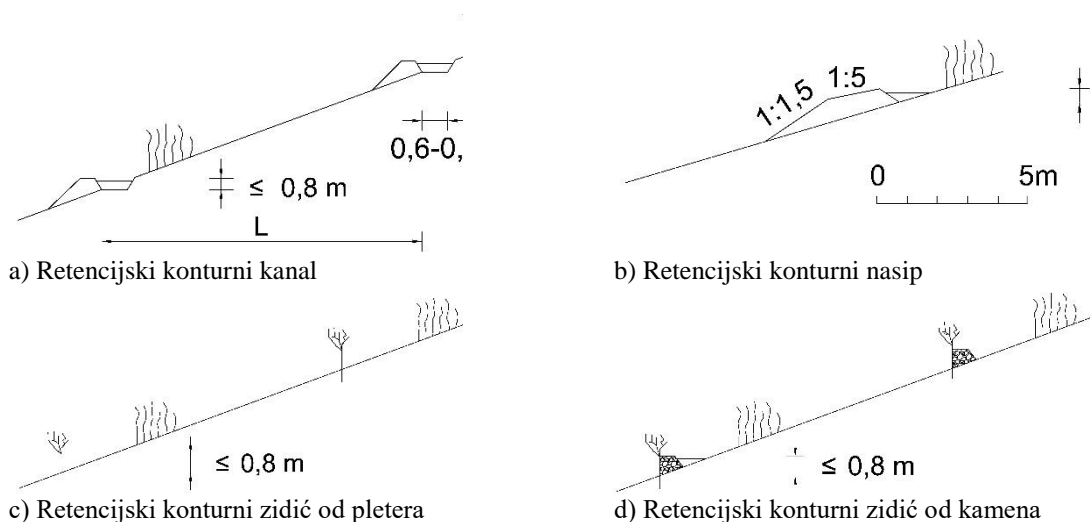 0,6-0,
≤ 0,8 m
L
a) Retencijski konturni kanal
1:1,5 1:5
0 5m
b) Retencijski konturni nasip
≤ 0,8 m
c) Retencijski konturni zidić od pletera
≤ 0,8 m
d) Retencijski konturni zidić od kamena